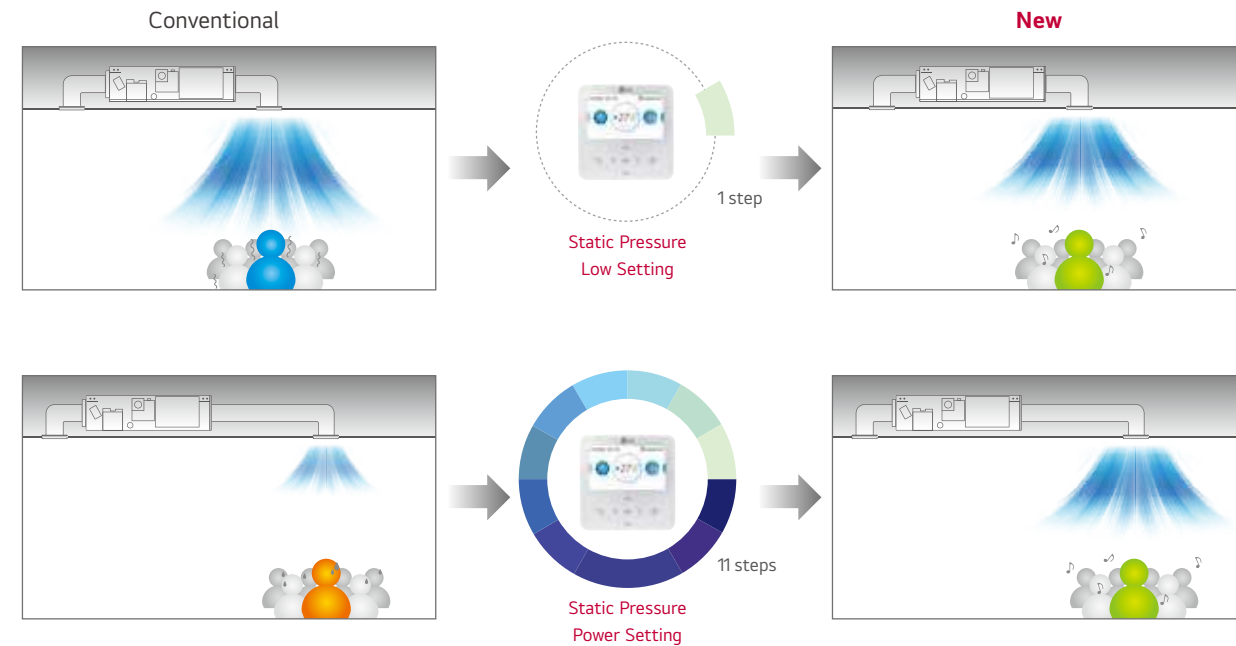 Conventional
New
1 step
Static Pressure
Low Setting
11 steps
Static Pressure
Power Setting